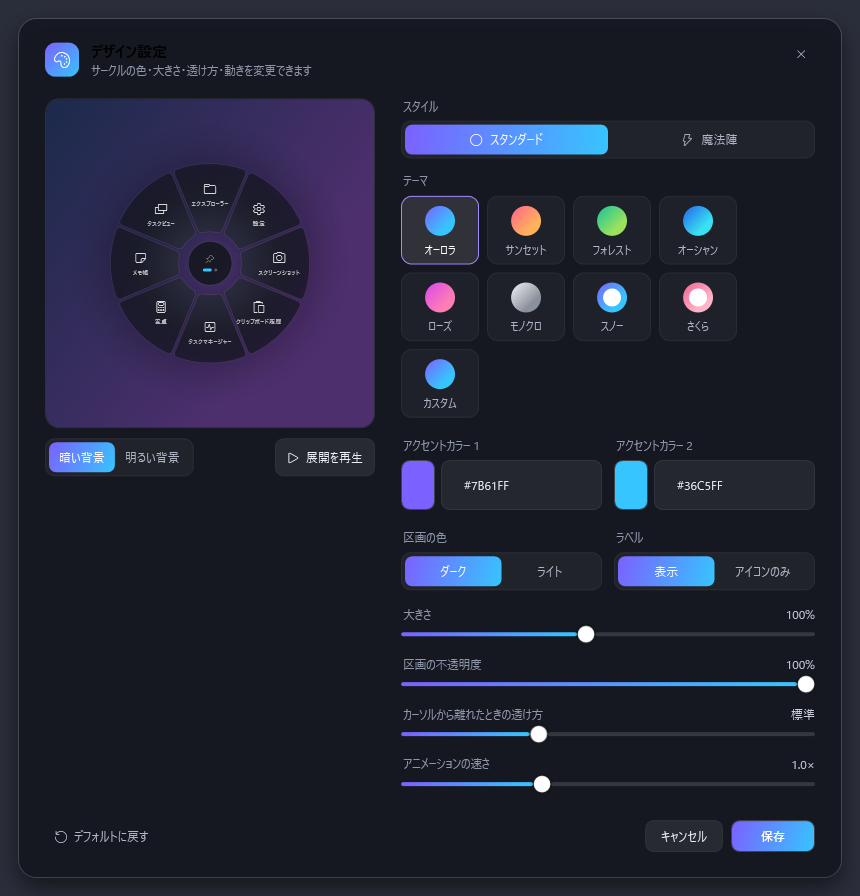 デザイン設定
サークルの色・大きさ・透け方・動きを変更できます
エクスプローラー
タスクビュー
設定
メモ帳
スクリーンショット
電卓
クリップボード履歴
タスクマネージャー
暗い背景
明るい背景
展開を再生
スタイル
スタンダード
魔法陣
テーマ
オーロラ
サンセット
フォレスト
オーシャン
ローズ
モノクロ
スノー
さくら
カスタム
アクセントカラー 1
アクセントカラー 2
#7B61FF
#36C5FF
区画の色
ラベル
ダーク
ライト
表示
アイコンのみ
大きさ
100%
区画の不透明度
100%
カーソルから離れたときの透け方
標準
アニメーションの速さ
1.0×
デフォルトに戻す
キャンセル
保存